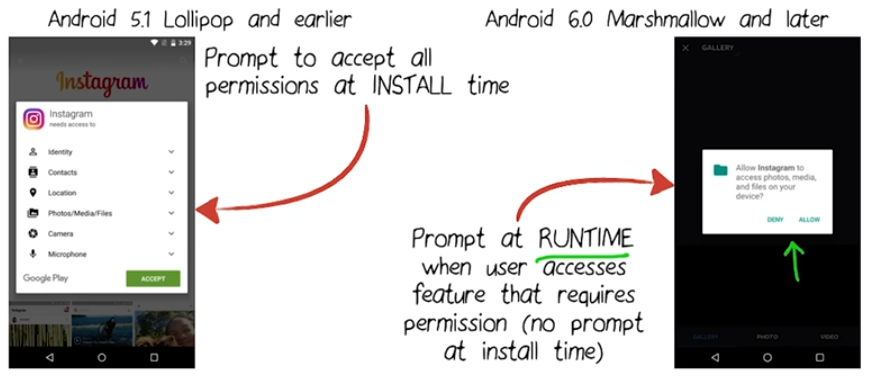 Android 5.1 Lollipop and earlier
Android 6.0 Marshmallow and later
3:29
Instagram
Instagram
needs access to
Identity
Contacts
Location
Photos/Media/Files
Camera
Microphone
Google Play
ACCEPT
Prompt to accept all
permissions at INSTALL time
Prompt at RUNTIME
when user accesses
feature that requires
permission (no prompt
at install time)
GALLERY
Allow Instagram to
access photos, media,
and files on your
device?
DENY ALLOW
GALLERY PHOTO VIDEO